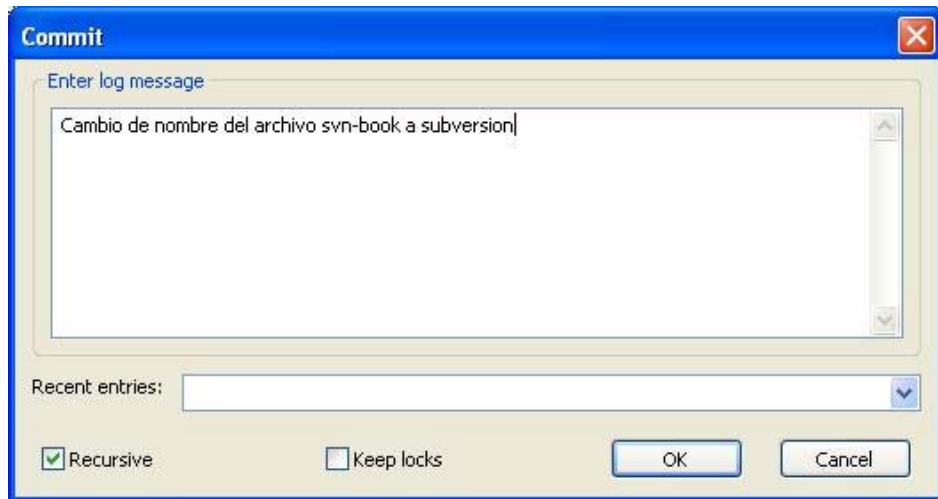 Commit
Enter log message
Cambio de nombre del archivo svn-book a subversion
Recent entries:
Recursive
Keep locks
OK
Cancel